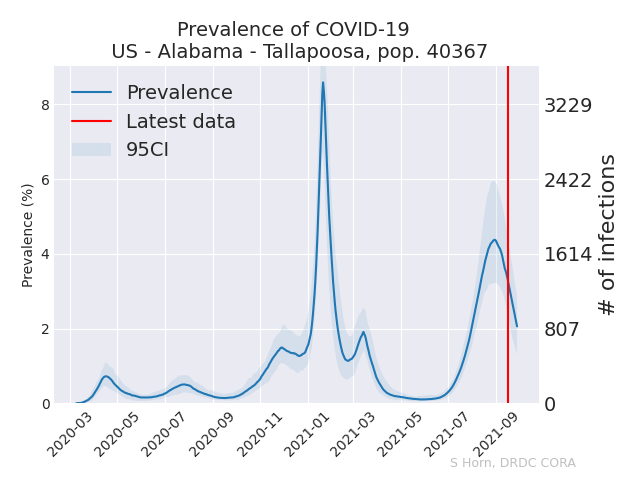 Prevalence of COVID-19
US - Alabama - Tallapoosa, pop. 40367
Prevalence
Latest data
95CI
Prevalence (%)
8
6
4
2
0
3229
2422
1614
807
0
# of infections
2020-03
2020-05
2020-07
2020-09
2020-11
2021-01
2021-03
2021-05
2021-07
2021-09
S Horn, DRDC CORA